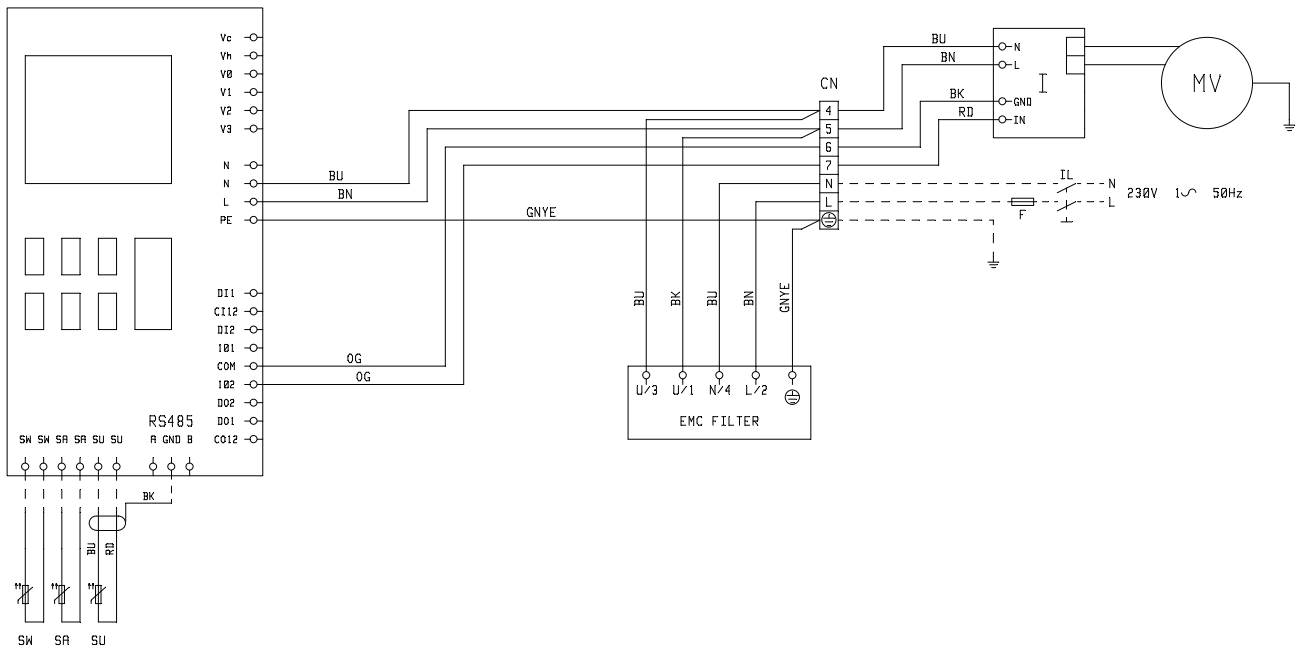 Vc
Vh
V0
V1
V2
V3
N
N
L
PE
DI1
CI12
DI2
IO1
COM
IO2
DO2
DO1
CO12
RS485
SW SW SA SA SU SU A GND B
BK
BU
RD
SW SA SU
BU
BN
GNYE
OG
OG
CN
4
5
6
7
N
L
BU
BN
BK
RD
N
L
GND
IN
I
MV
IL
N
L
F
230V 1 50Hz
BU
BK
BU
BN
GNYE
U/3 U/1 N/4 L/2
EMC FILTER